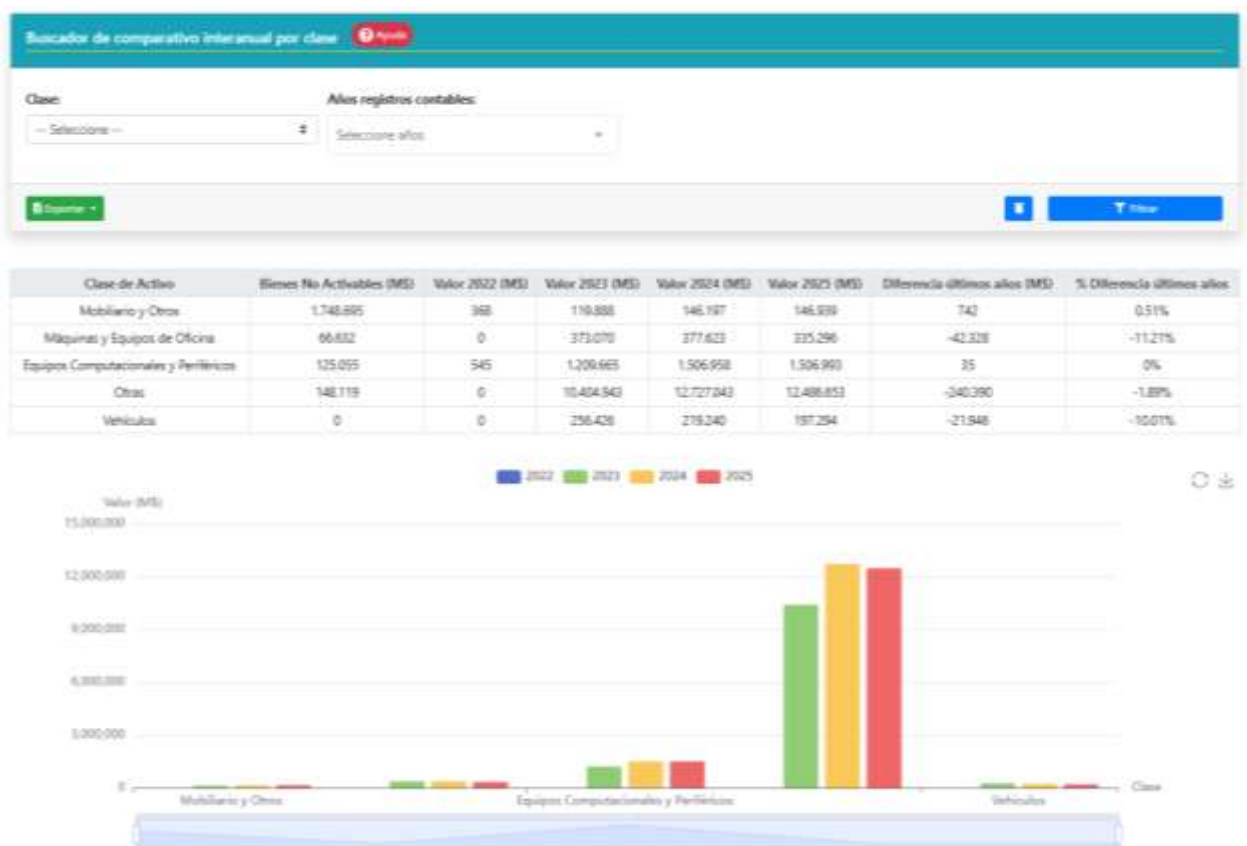 Buscador de comparativo interanual por clase Ayuda
Clase: Años registros contables:
-- Seleccione -- Seleccione años
Exportar Filtrar
Clase de Activo Bienes No Activables (M$) Valor 2022 (M$) Valor 2023 (M$) Valor 2024 (M$) Valor 2025 (M$) Diferencia últimos años (M$) % Diferencia últimos años
Mobiliario y Otros 1.748.695 368 119.888 146.197 146.939 742 0.51%
Máquinas y Equipos de Oficina 66.632 0 373.070 377.623 335.296 -42.328 -11.21%
Equipos Computacionales y Periféricos 125.055 545 1.209.665 1.506.958 1.506.993 35 0%
Otras 148.119 0 10.404.943 12.727.043 12.486.653 -240.390 -1.89%
Vehículos 0 0 256.426 219.240 197.294 -21.946 -10.01%
2022 2023 2024 2025
Valor (M$)
15,000,000
12,000,000
9,000,000
6,000,000
3,000,000
0
Clase
Mobiliario y Otros Equipos Computacionales y Periféricos Vehículos